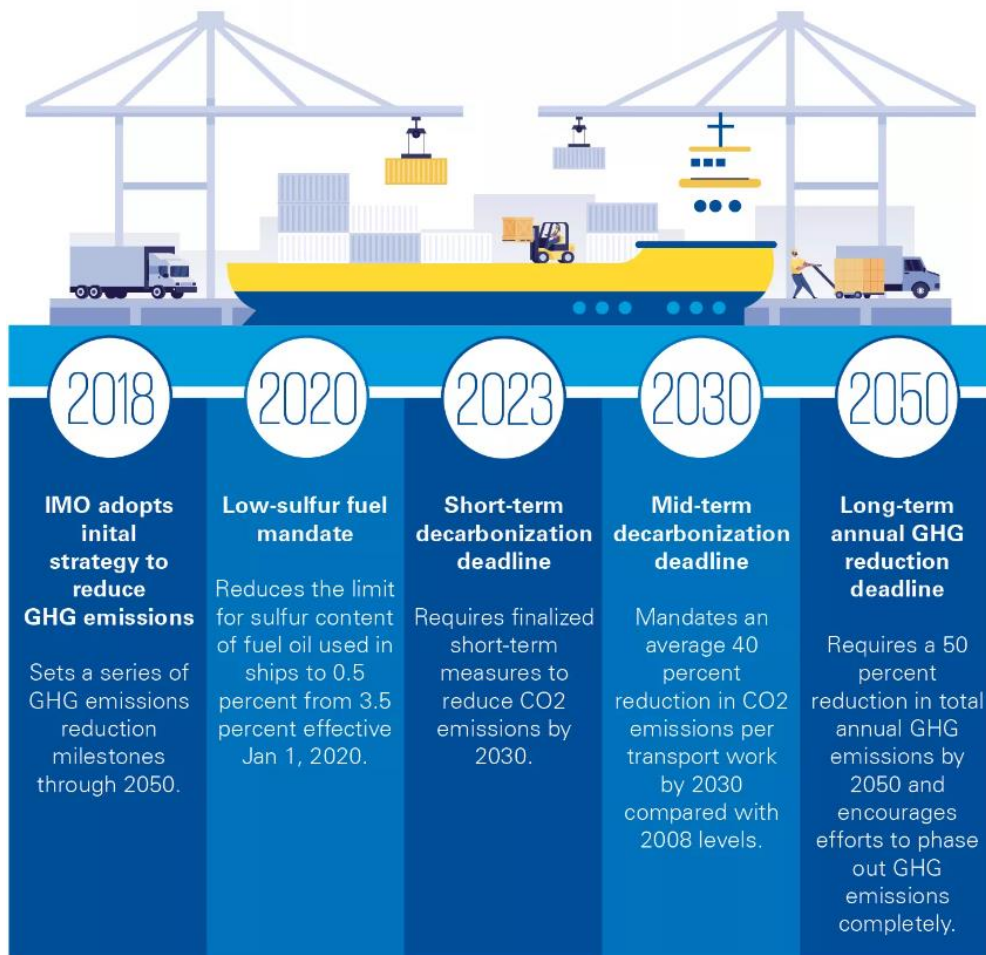 2018
IMO adopts
inital
strategy to
reduce
GHG emissions
Sets a series of
GHG emissions
reduction
milestones
through 2050.
2020
Low-sulfur fuel
mandate
Reduces the limit
for sulfur content
of fuel oil used in
ships to 0.5
percent from 3.5
percent effective
Jan 1, 2020.
2023
Short-term
decarbonization
deadline
Requires finalized
short-term
measures to
reduce CO2
emissions by
2030.
2030
Mid-term
decarbonization
deadline
Mandates an
average 40
percent
reduction in CO2
emissions per
transport work
by 2030
compared with
2008 levels.
2050
Long-term
annual GHG
reduction
deadline
Requires a 50
percent
reduction in total
annual GHG
emissions by
2050 and
encourages
efforts to phase
out GHG
emissions
completely.